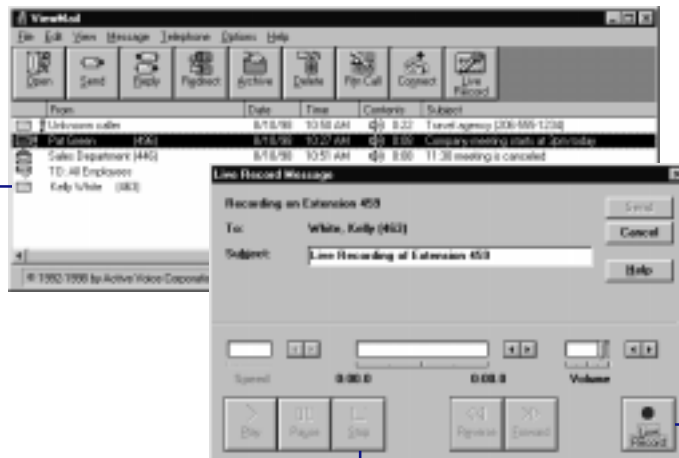 ViewMail
File Edit View Message Telephone Options Help
Open Send Reply Redirect Archive Delete Rtn Call Connect Live Record
From Date Time Contents Subject
Unknown caller 8/18/98 10:50 AM 0:22 Travel agency (206-555-1234)
Pat Green (496) 8/18/98 10:27 AM 0:09 Company meeting starts at 3pm today
Sales Department (446) 8/18/98 10:51 AM 0:08 11:30 meeting is canceled
TO: All Employees
Kelly White (463)
© 1992-1998 by Active Voice Corporation
Live Record Message
Recording on Extension 459
Send
To: White, Kelly (463)
Cancel
Subject: Live Recording of Extension 459
Help
Speed 0:00.0 0:00.0 Volume
Play Pause Stop Reverse Forward Live Record